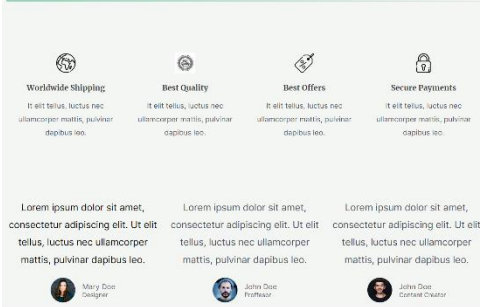 Worldwide Shipping
It elit tellus, luctus nec
ullamcorper mattis, pulvinar
dapibus leo.
Best Quality
It elit tellus, luctus nec
ullamcorper mattis, pulvinar
dapibus leo.
Best Offers
It elit tellus, luctus nec
ullamcorper mattis, pulvinar
dapibus leo.
Secure Payments
It elit tellus, luctus nec
ullamcorper mattis, pulvinar
dapibus leo.
Lorem ipsum dolor sit amet,
consectetur adipiscing elit. Ut elit
tellus, luctus nec ullamcorper
mattis, pulvinar dapibus leo.
Mary Doe
Designer
Lorem ipsum dolor sit amet,
consectetur adipiscing elit. Ut elit
tellus, luctus nec ullamcorper
mattis, pulvinar dapibus leo.
John Doe
Professor
Lorem ipsum dolor sit amet,
consectetur adipiscing elit. Ut elit
tellus, luctus nec ullamcorper
mattis, pulvinar dapibus leo.
John Doe
Content Creator